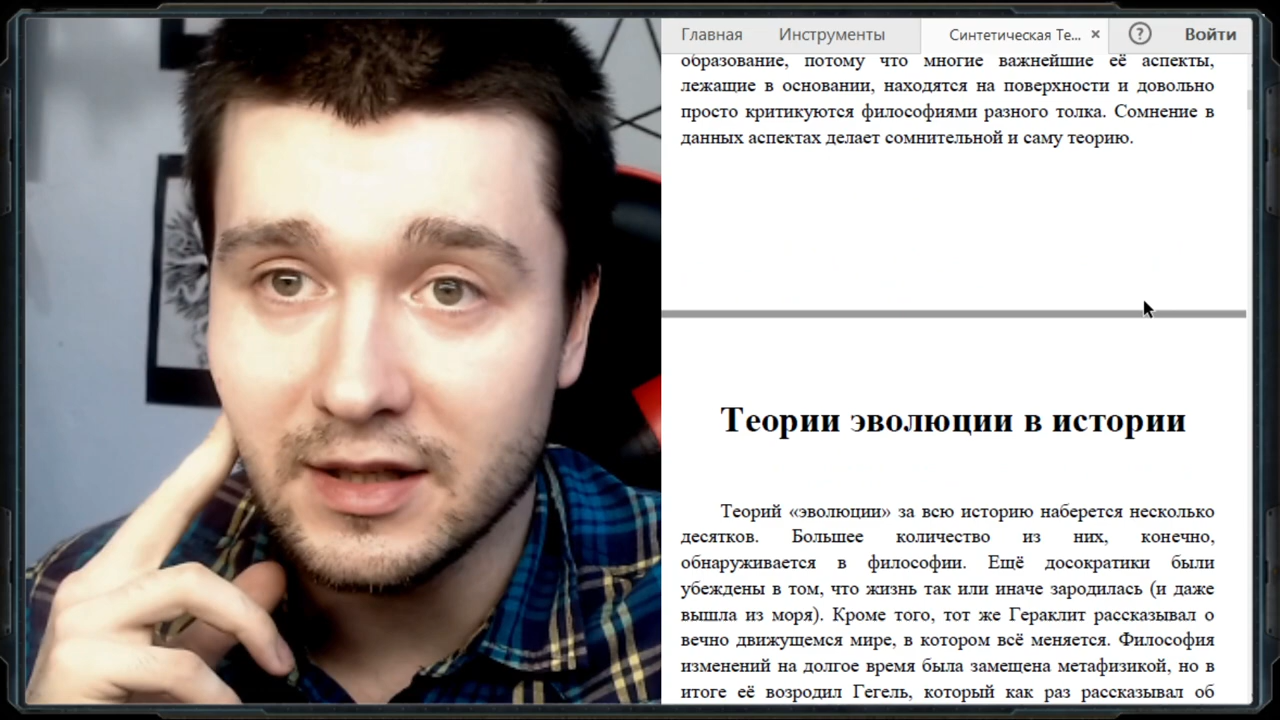 Главная Инструменты Синтетическая Те... × ? Войти
образование, потому что многие важнейшие её аспекты,
лежащие в основании, находятся на поверхности и довольно
просто критикуются философиями разного толка. Сомнение в
данных аспектах делает сомнительной и саму теорию.
Теории эволюции в истории
Теорий «эволюции» за всю историю наберется несколько
десятков. Большее количество из них, конечно,
обнаруживается в философии. Ещё досократики были
убеждены в том, что жизнь так или иначе зародилась (и даже
вышла из моря). Кроме того, тот же Гераклит рассказывал о
вечно движущемся мире, в котором всё меняется. Философия
изменений на долгое время была замещена метафизикой, но в
итоге её возродил Гегель, который как раз рассказывал об